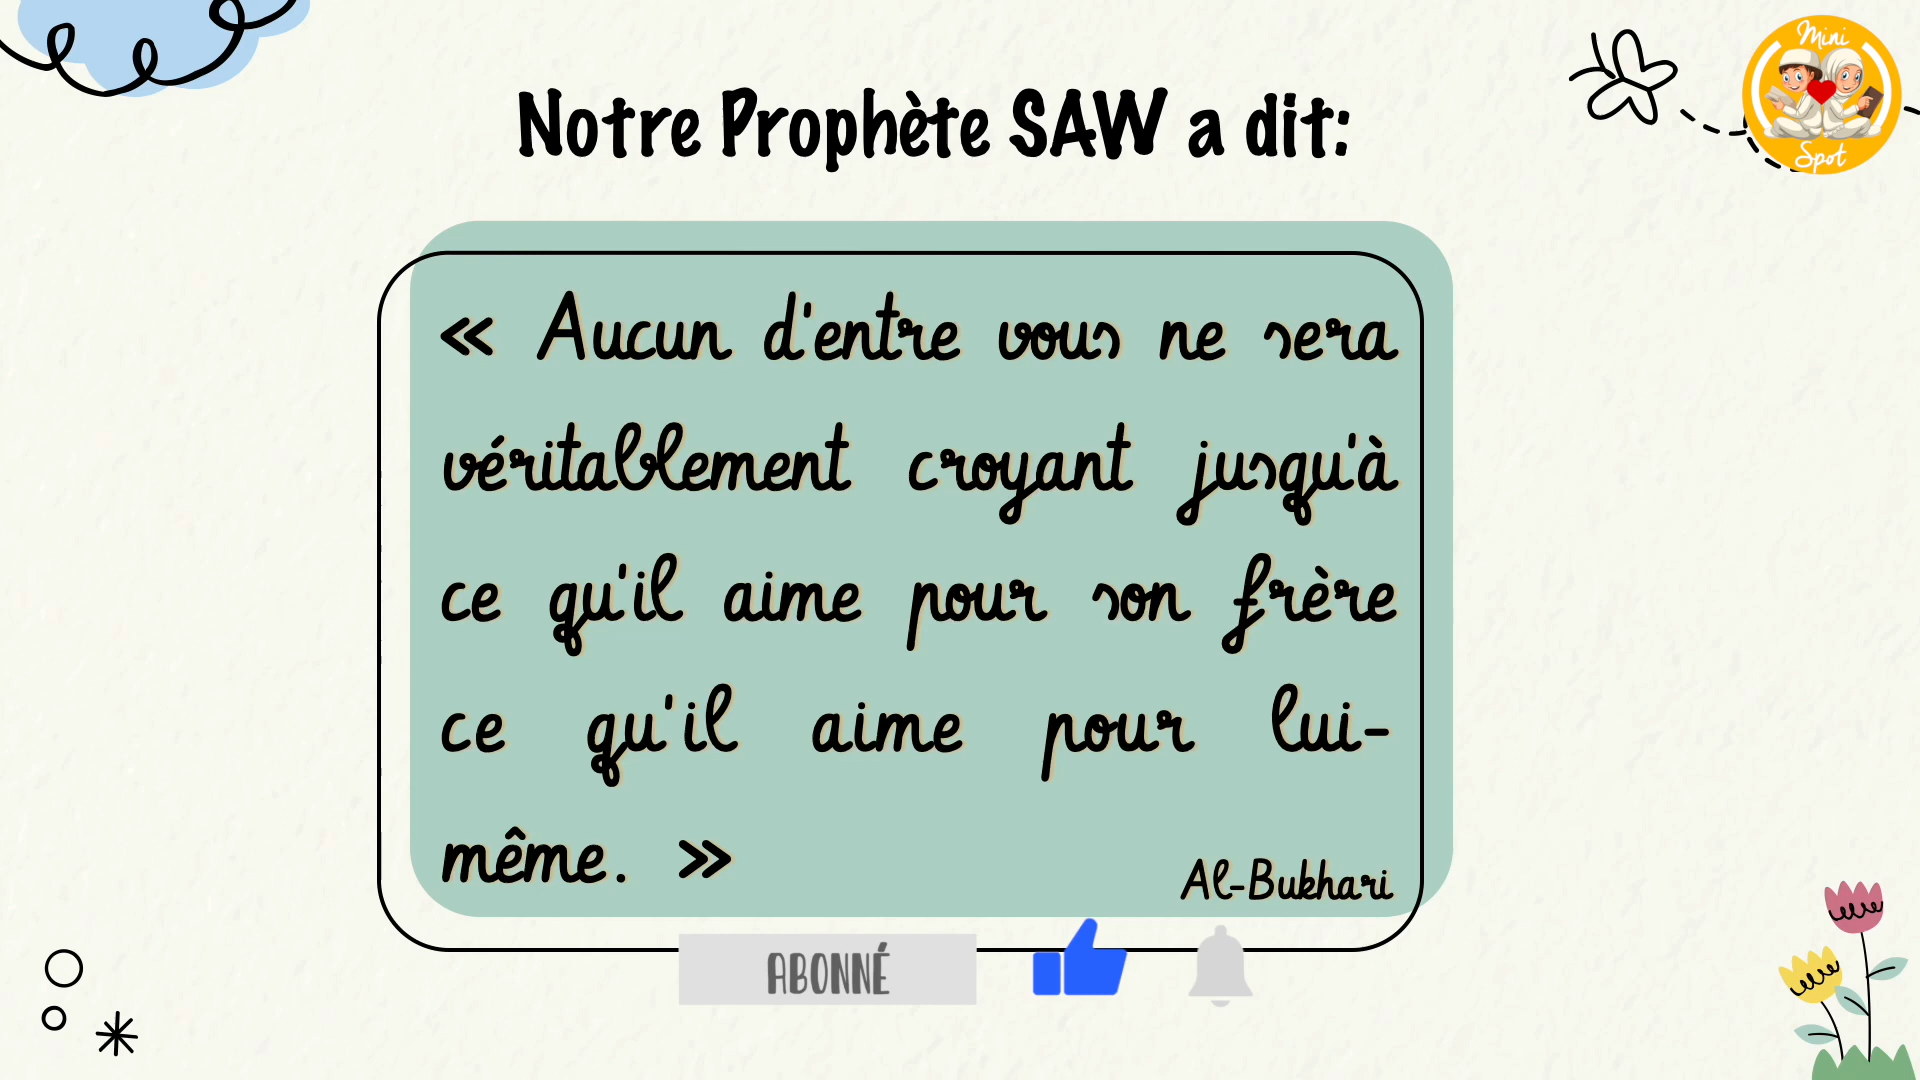 Mini
Spot
Notre Prophète SAW a dit:
« Aucun d'entre vous ne sera
véritablement croyant jusqu'à
ce qu'il aime pour son frère
ce qu'il aime pour lui-
même. »
Al-Bukhari
ABONNÉ